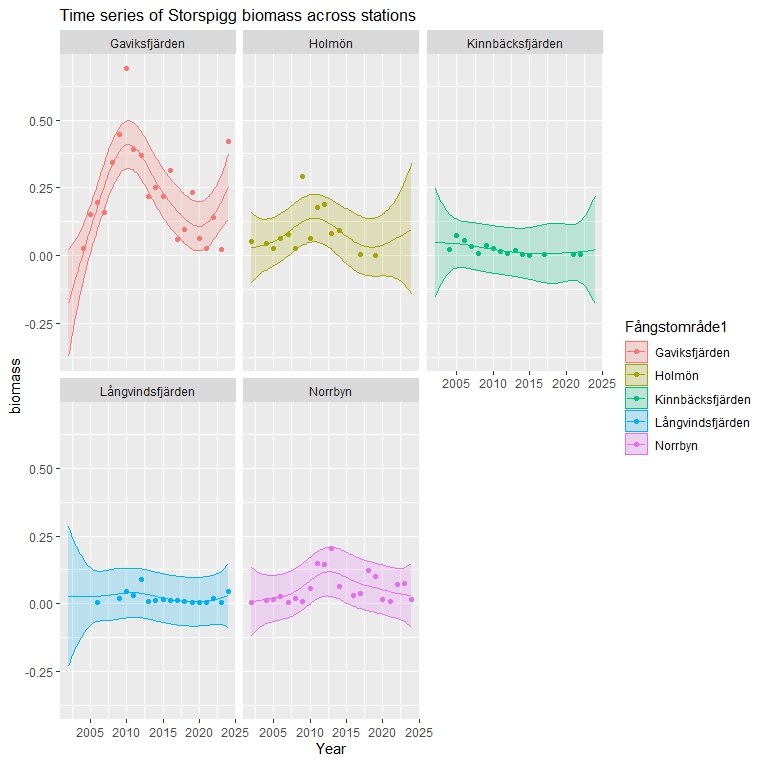 Time series of Storspigg biomass across stations
Gaviksfjärden
Holmön
Kinnbäcksfjärden
0.50
0.25
0.00
-0.25
2005 2010 2015 2020 2025
Långvindsfjärden
Norrbyn
0.50
0.25
0.00
-0.25
2005 2010 2015 2020 2025
2005 2010 2015 2020 2025
Year
biomass
Fångstområde1
Gaviksfjärden
Holmön
Kinnbäcksfjärden
Långvindsfjärden
Norrbyn